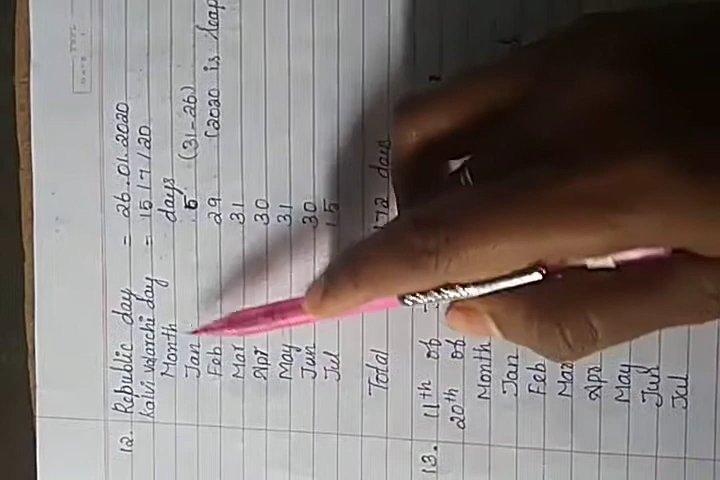 12. Republic day = 26.01.2020
Kalvi valarchi day = 15/7/20
Month days
Jan 5 (31-26)
Feb 29 (2020 is leap
Mar 31
Apr 30
May 31
Jun 30
Jul 15
Total 172 days
13. 11th of
20th of
Month
Jan
Feb
Mar
Apr
May
Jun
Jul